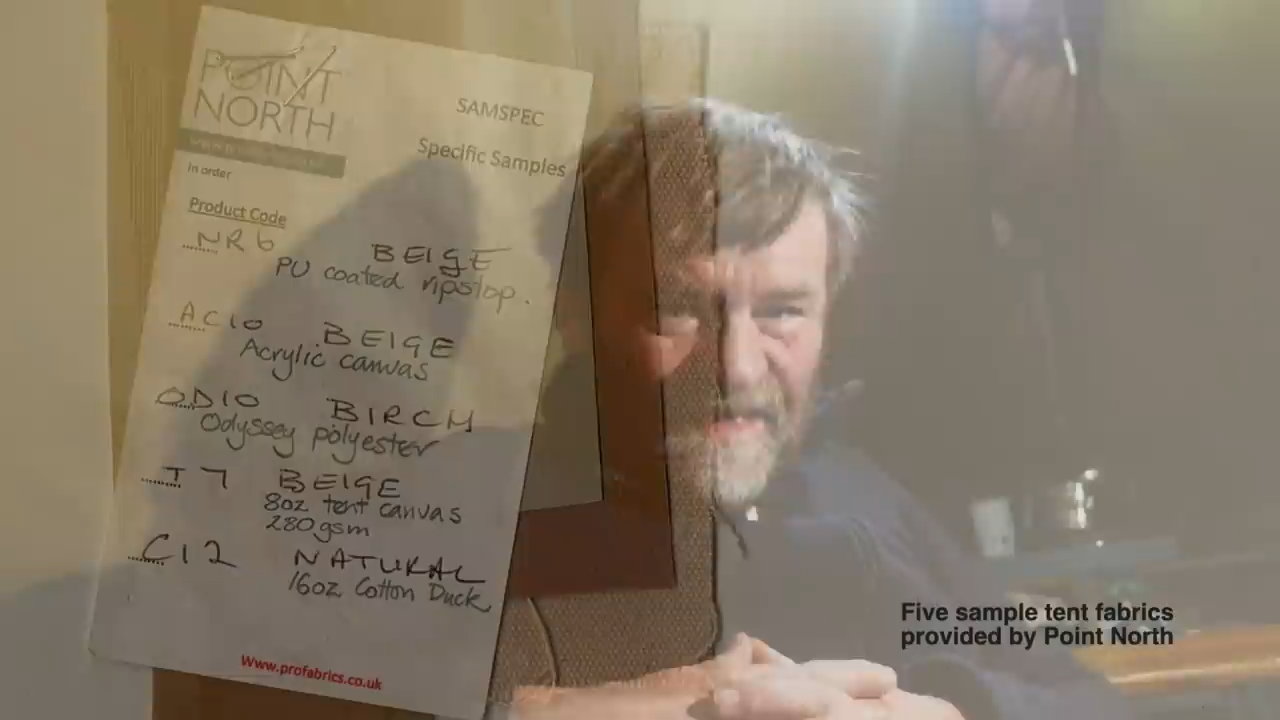 POINT
NORTH
SAMSPEC
Specific Samples
In order
Product Code
NR6 BEIGE
PU coated ripstop.
AC10 BEIGE
Acrylic canvas
OD10 BIRCH
Odyssey polyester
T7 BEIGE
8oz tent canvas
280gsm
C12 NATURAL
16oz Cotton Duck
Www.profabrics.co.uk
Five sample tent fabrics
provided by Point North